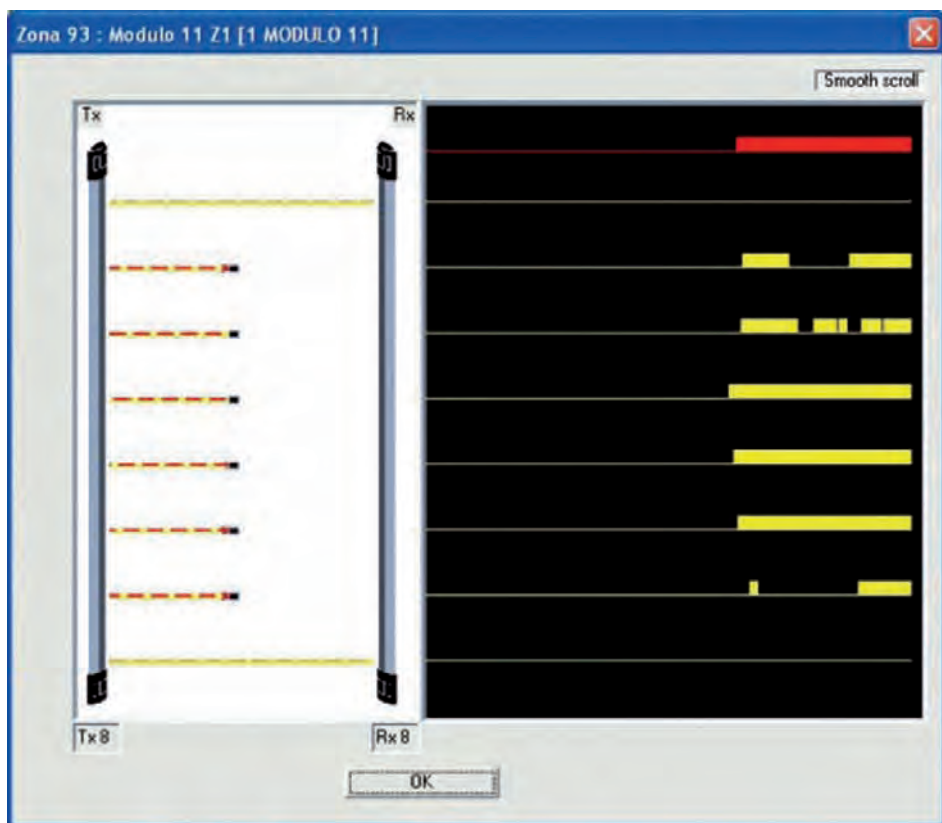 Zona 93 : Modulo 11 Z1 [1 MODULO 11]
Smooth scroll
Tx
Rx
Tx 8
Rx 8
OK